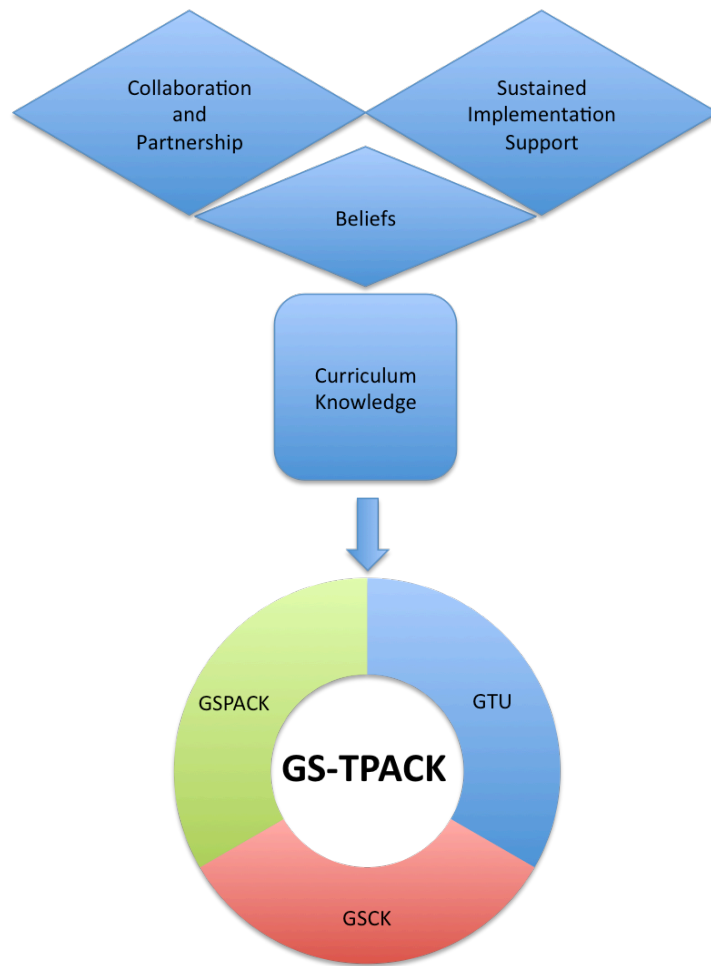 Collaboration
and
Partnership
Sustained
Implementation
Support
Beliefs
Curriculum
Knowledge
GSPACK
GTU
GS-TPACK
GSCK